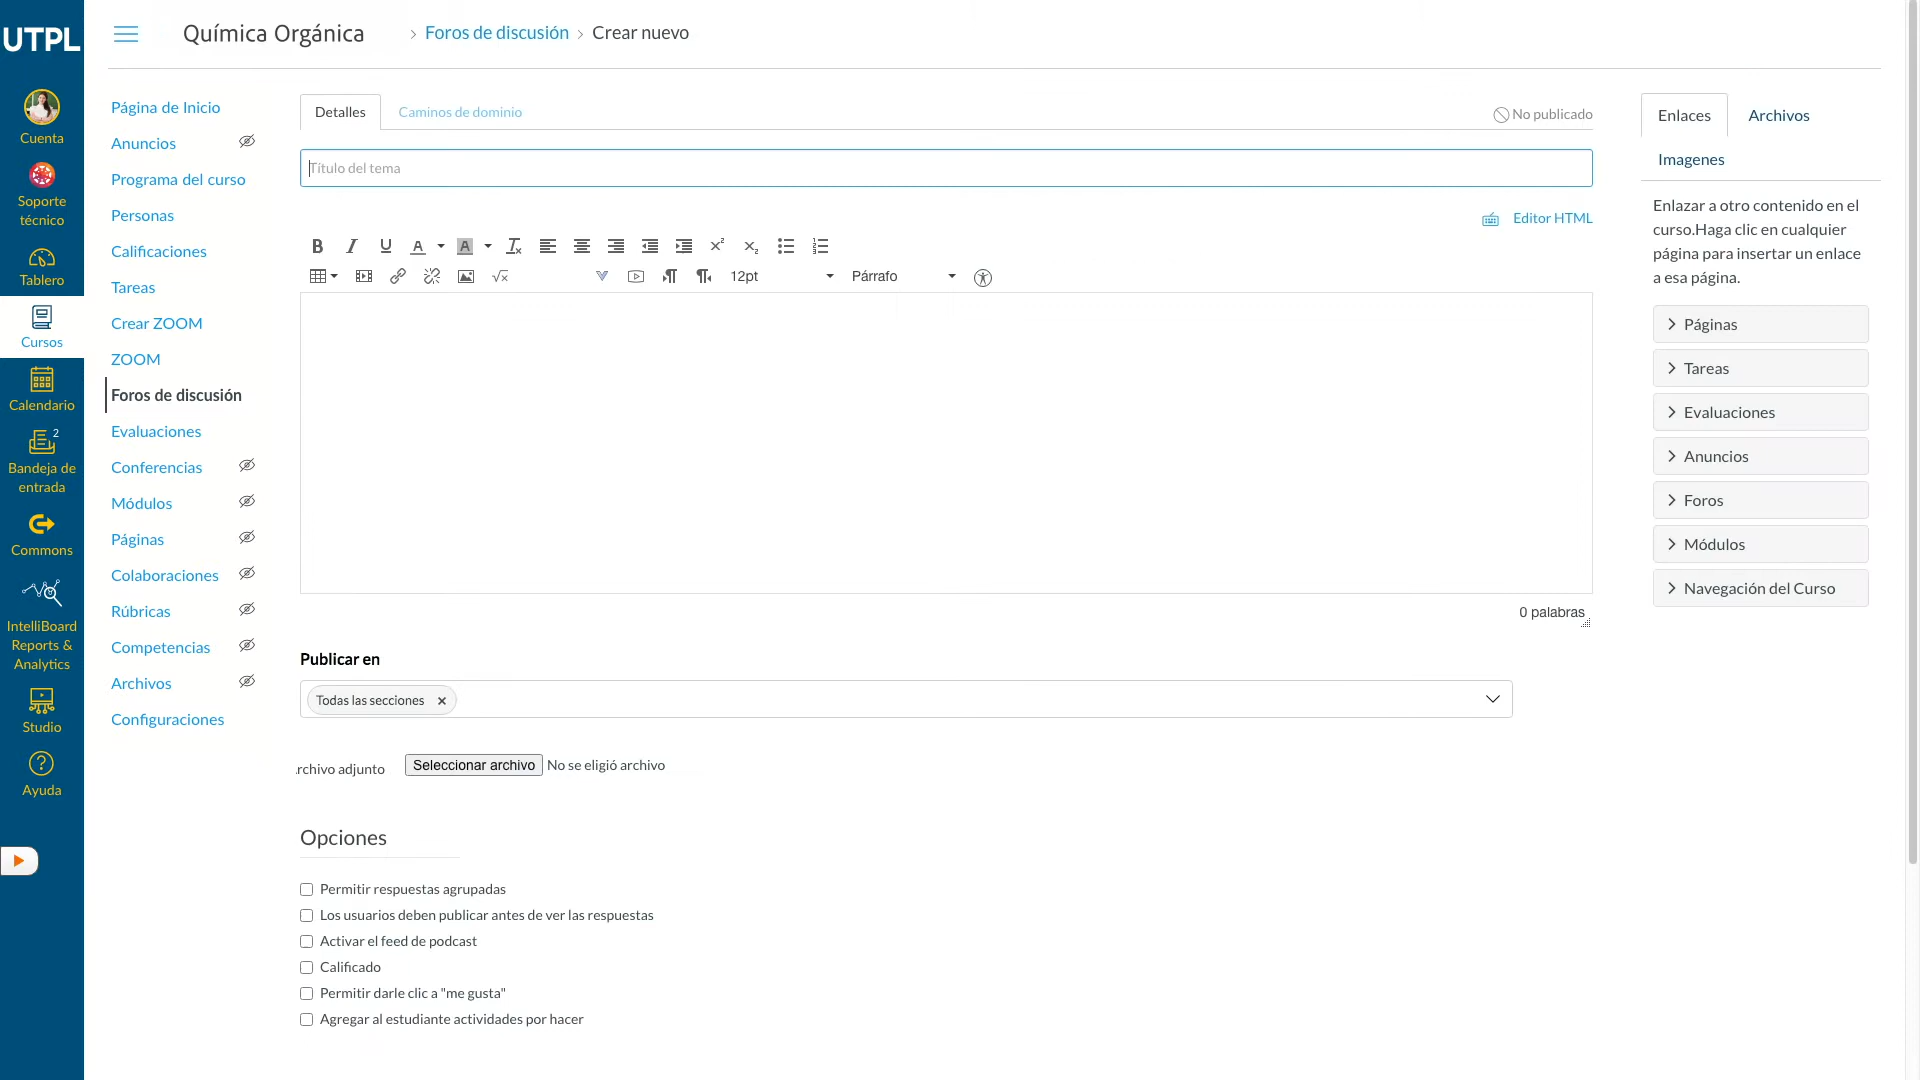 UTPL
Química Orgánica
› Foros de discusión › Crear nuevo
Cuenta
Soporte
técnico
Tablero
Cursos
Calendario
2
Bandeja de
entrada
Commons
IntelliBoard
Reports &
Analytics
Studio
Ayuda
Página de Inicio
Anuncios
Programa del curso
Personas
Calificaciones
Tareas
Crear ZOOM
ZOOM
Foros de discusión
Evaluaciones
Conferencias
Módulos
Páginas
Colaboraciones
Rúbricas
Competencias
Archivos
Configuraciones
Detalles
Caminos de dominio
No publicado
Título del tema
Editor HTML
12pt
Párrafo
0 palabras
Publicar en
Todas las secciones
rchivo adjunto
Seleccionar archivo No se eligió archivo
Opciones
Permitir respuestas agrupadas
Los usuarios deben publicar antes de ver las respuestas
Activar el feed de podcast
Calificado
Permitir darle clic a "me gusta"
Agregar al estudiante actividades por hacer
Enlaces
Archivos
Imagenes
Enlazar a otro contenido en el
curso.Haga clic en cualquier
página para insertar un enlace
a esa página.
Páginas
Tareas
Evaluaciones
Anuncios
Foros
Módulos
Navegación del Curso